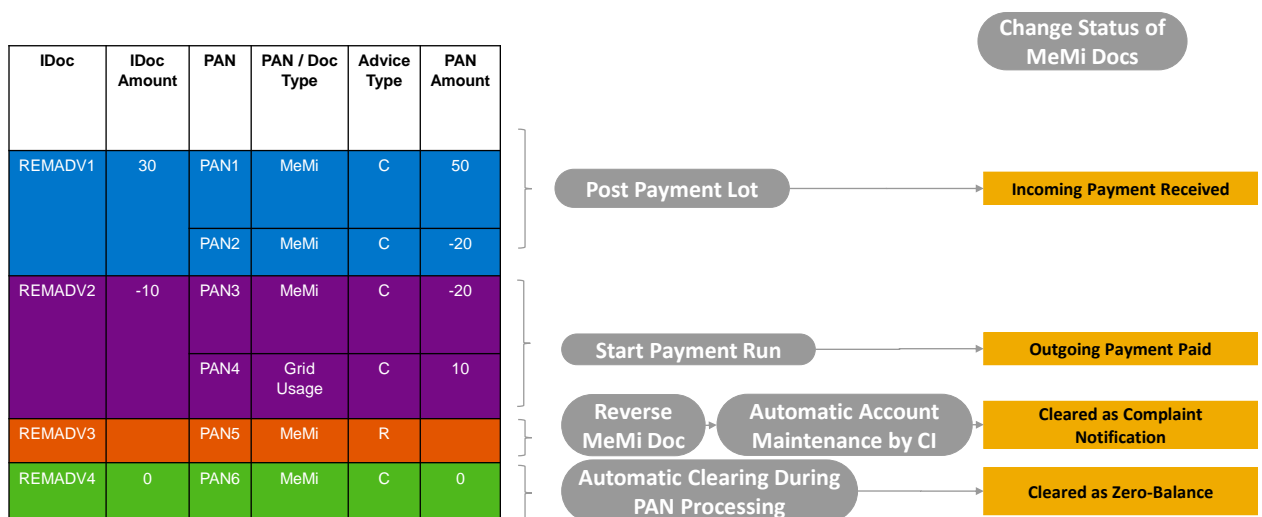 Change Status of
MeMi Docs
IDoc
IDoc
Amount
PAN
PAN / Doc
Type
Advice
Type
PAN
Amount
REMADV1
30
PAN1
MeMi
C
50
Post Payment Lot
Incoming Payment Received
PAN2
MeMi
C
-20
REMADV2
-10
PAN3
MeMi
C
-20
Start Payment Run
Outgoing Payment Paid
PAN4
Grid
Usage
C
10
REMADV3
PAN5
MeMi
R
Reverse
MeMi Doc
Automatic Account
Maintenance by CI
Cleared as Complaint
Notification
REMADV4
0
PAN6
MeMi
C
0
Automatic Clearing During
PAN Processing
Cleared as Zero-Balance